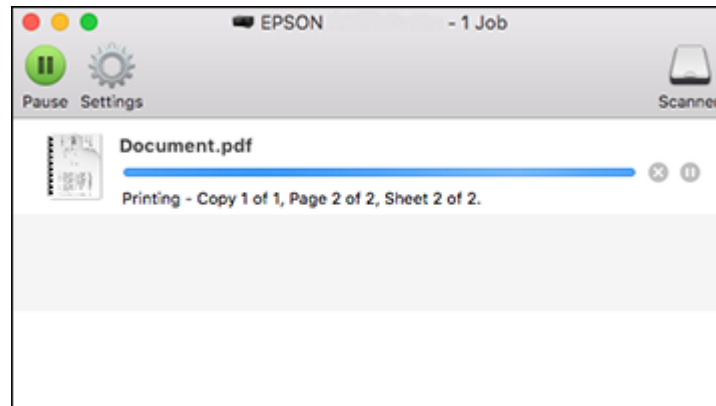 EPSON - 1 Job
Pause Settings Scanner
Document.pdf
Printing - Copy 1 of 1, Page 2 of 2, Sheet 2 of 2.